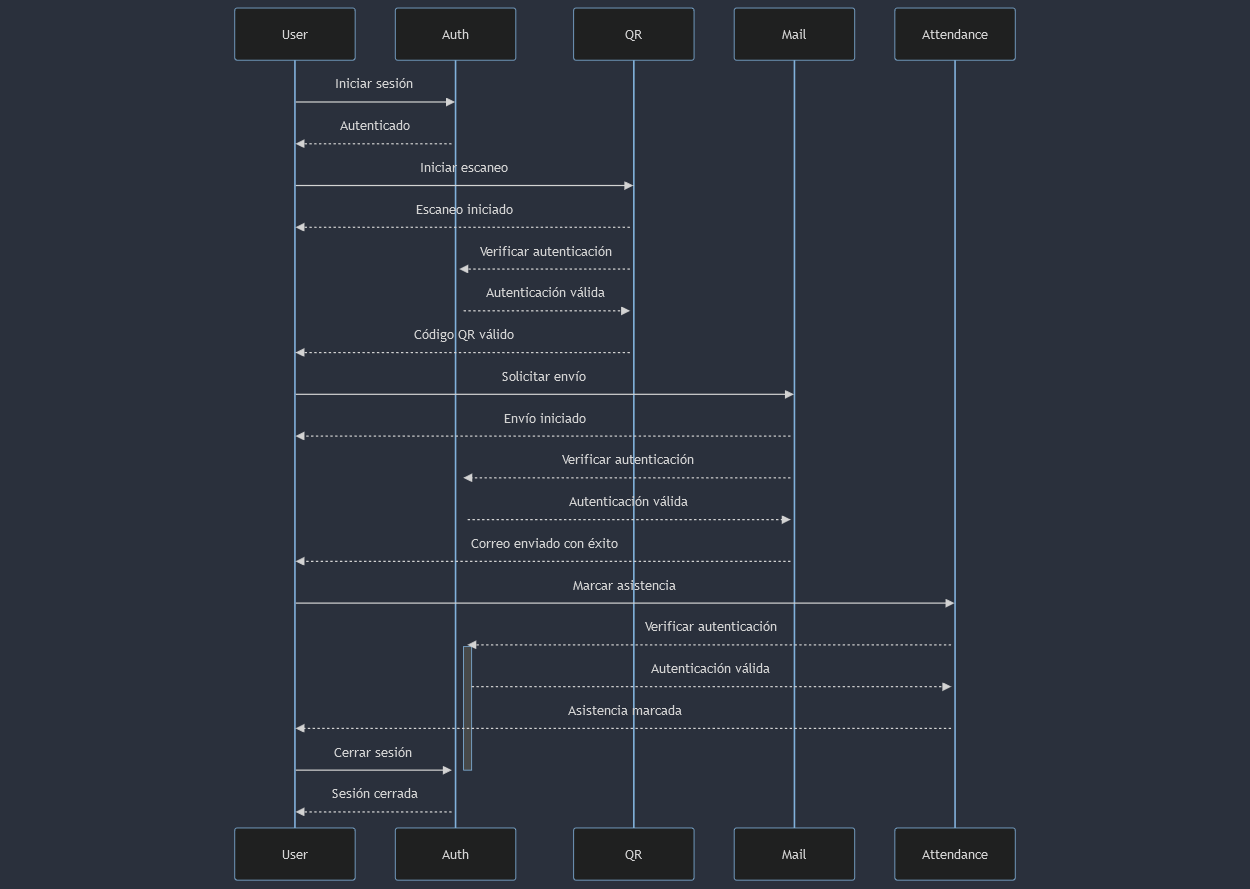 User
Auth
QR
Mail
Attendance
Iniciar sesión
Autenticado
Iniciar escaneo
Escaneo iniciado
Verificar autenticación
Autenticación válida
Código QR válido
Solicitar envío
Envío iniciado
Verificar autenticación
Autenticación válida
Correo enviado con éxito
Marcar asistencia
Verificar autenticación
Autenticación válida
Asistencia marcada
Cerrar sesión
Sesión cerrada
User
Auth
QR
Mail
Attendance